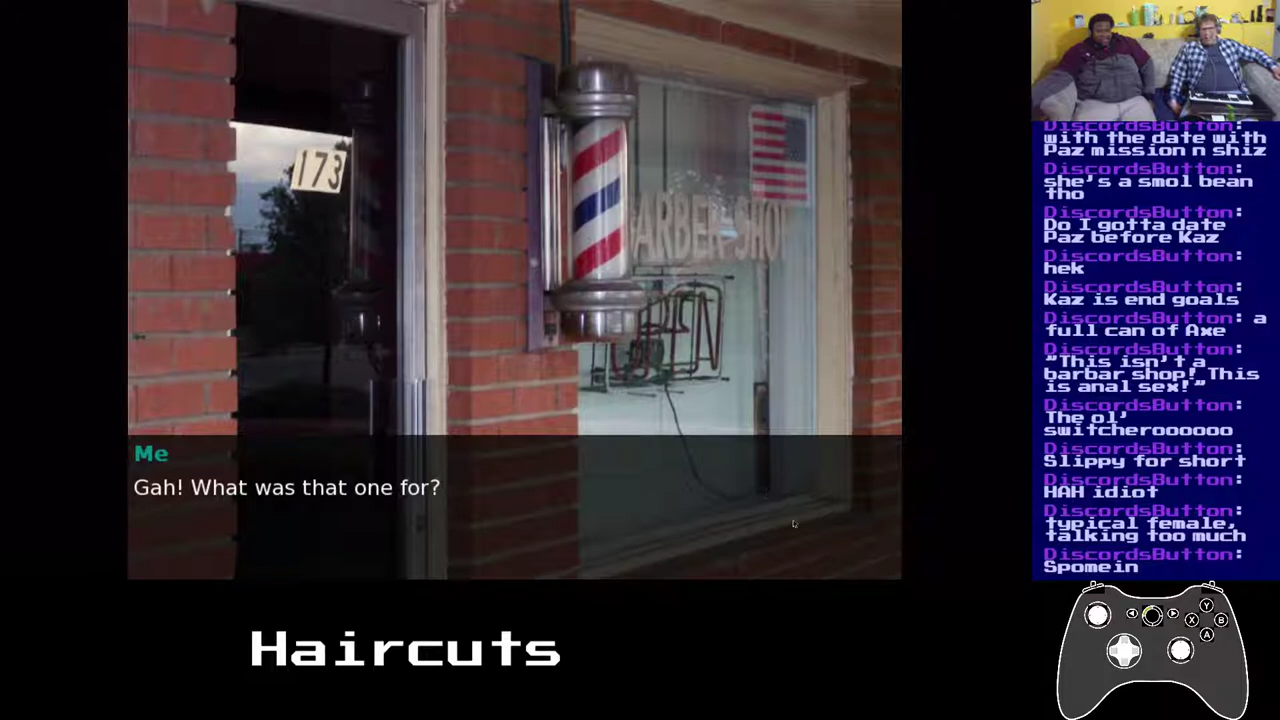 173
BARBER SHOP
OPEN
Me
Gah! What was that one for?
Haircuts
DiscordsButton:
with the date with
Paz mission n shiz
DiscordsButton:
she's a smol bean
tho
DiscordsButton:
Do I gotta date
Paz before Kaz
DiscordsButton:
hek
DiscordsButton:
Kaz is end goals
DiscordsButton: a
full can of Axe
DiscordsButton:
"This isn't a
barbar shop! This
is anal sex!"
DiscordsButton:
The ol'
switcheroooooo
DiscordsButton:
Slippy for short
DiscordsButton:
HAH idiot
DiscordsButton:
typical female,
talking too much
DiscordsButton:
Spomein
Y
X
B
A